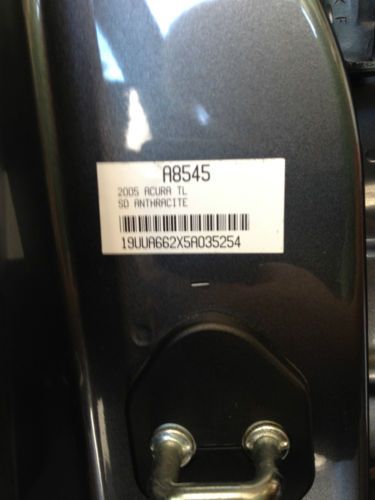 A8545
2005 ACURA TL
SD ANTHRACITE
19UUA662X5A035254